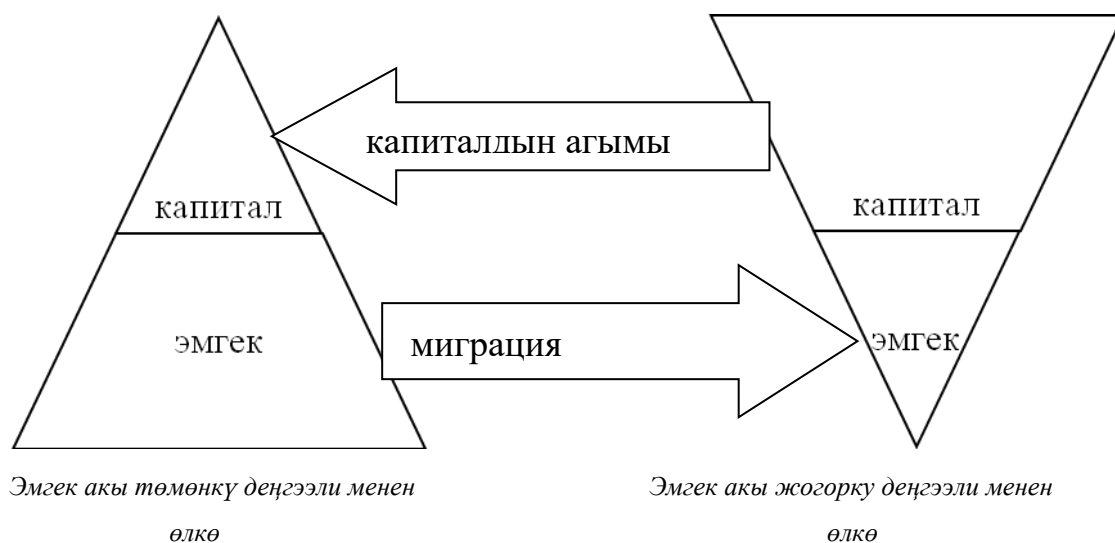 капиталдын агымы
капитал
капитал
эмгек
миграция
эмгек
Эмгек акы төмөнкү деңгээли менен
өлкө
Эмгек акы жогорку деңгээли менен
өлкө